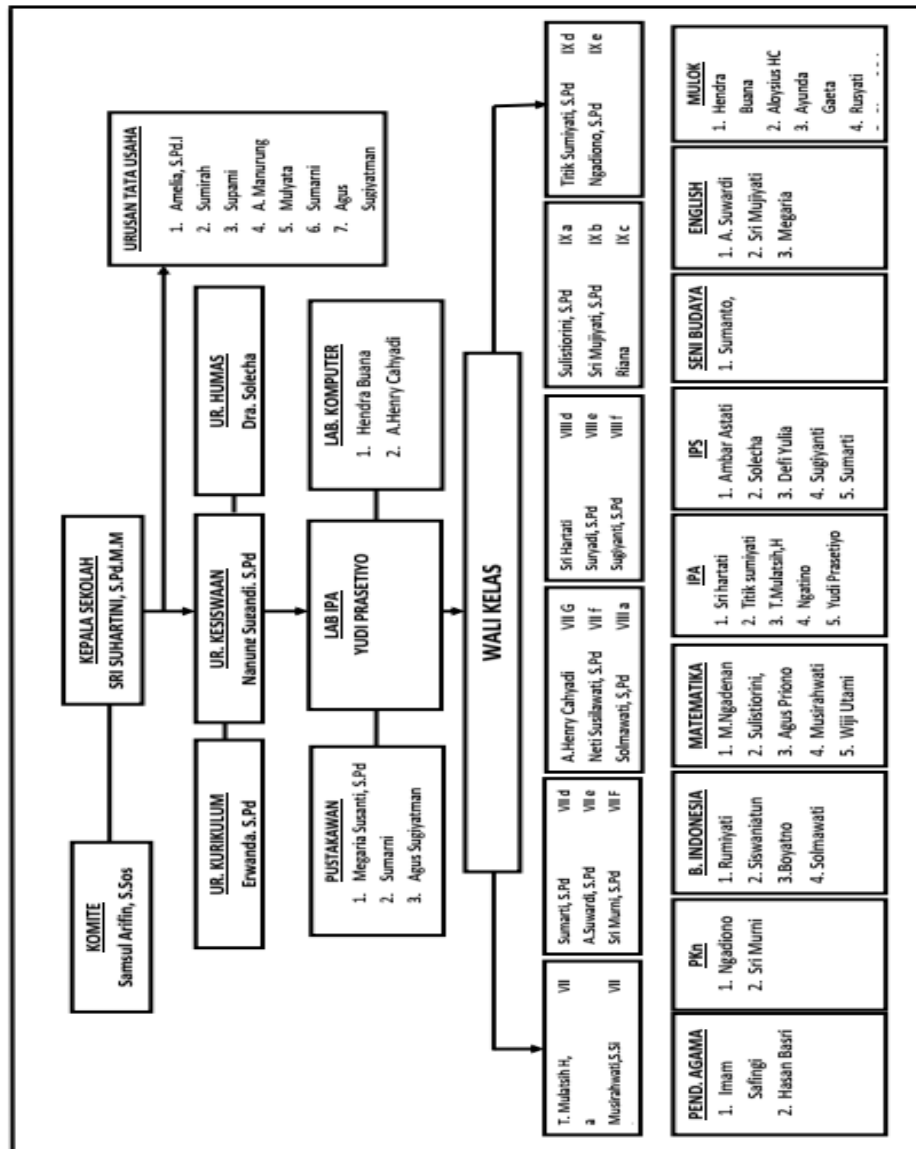 KOMITE
Samsul Arifin, S.Sos
KEPALA SEKOLAH
SRI SUHARTINI, S.Pd.M.M
URUSAN TATA USAHA
1. Amelia, S.Pd.I
2. Sumirah
3. Suparni
4. A. Manurung
5. Mulyata
6. Sumarni
7. Agus
Sugiyatman
UR. KURIKULUM
Erwanda. S.Pd
UR. KESISWAAN
Nanung Sugandi. S.Pd
UR. HUMAS
Dra. Solecha
PUSTAKAWAN
1. Megaria Susanti, S.Pd
2. Sumarni
3. Agus Sugiyatman
LAB IPA
YUDI PRASETIYO
LAB. KOMPUTER
1. Hendra Buana
2. A.Henry Cahyadi
WALI KELAS
T. Mulatsih H, VII
a
Musirahwati,S.Si VII
Sumarti, S.Pd VII d
A.Suwardi, S.Pd VII e
Sri Murni, S.Pd VII F
A.Henry Cahyadi VII G
Neti Susilawati, S.Pd VII f
Solmawati, S,Pd VIII a
Sri Hartati VIII d
Suryadi, S.Pd VIII e
Sugiyanti, S.Pd VIII f
Sulistiorini, S.Pd IX a
Sri Mujiyati, S.Pd IX b
Riana IX c
Titik Sumiyati, S.Pd IX d
Ngadiono, S.Pd IX e
PEND. AGAMA
1. Imam
Safingi
2. Hasan Basri
PKn
1. Ngadiono
2. Sri Murni
B. INDONESIA
1. Rumiyati
2. Siswaniatun
3.Boyatno
4. Solmawati
MATEMATIKA
1. M.Ngadenan
2. Sulistiorini,
3. Agus Priono
4. Musirahwati
5. Wiji Utami
IPA
1. Sri hartati
2. Titik sumiyati
3. T.Mulatsih,H
4. Ngatino
5. Yudi Prasetiyo
IPS
1. Ambar Astati
2. Solecha
3. Defi Yulia
4. Sugiyanti
5. Sumarti
SENI BUDAYA
1. Sumanto,
ENGLISH
1. A. Suwardi
2. Sri Mujiyati
3. Megaria
MULOK
1. Hendra
Buana
2. Aloysius HC
3. Ayunda
Gaeta
4. Rusyati